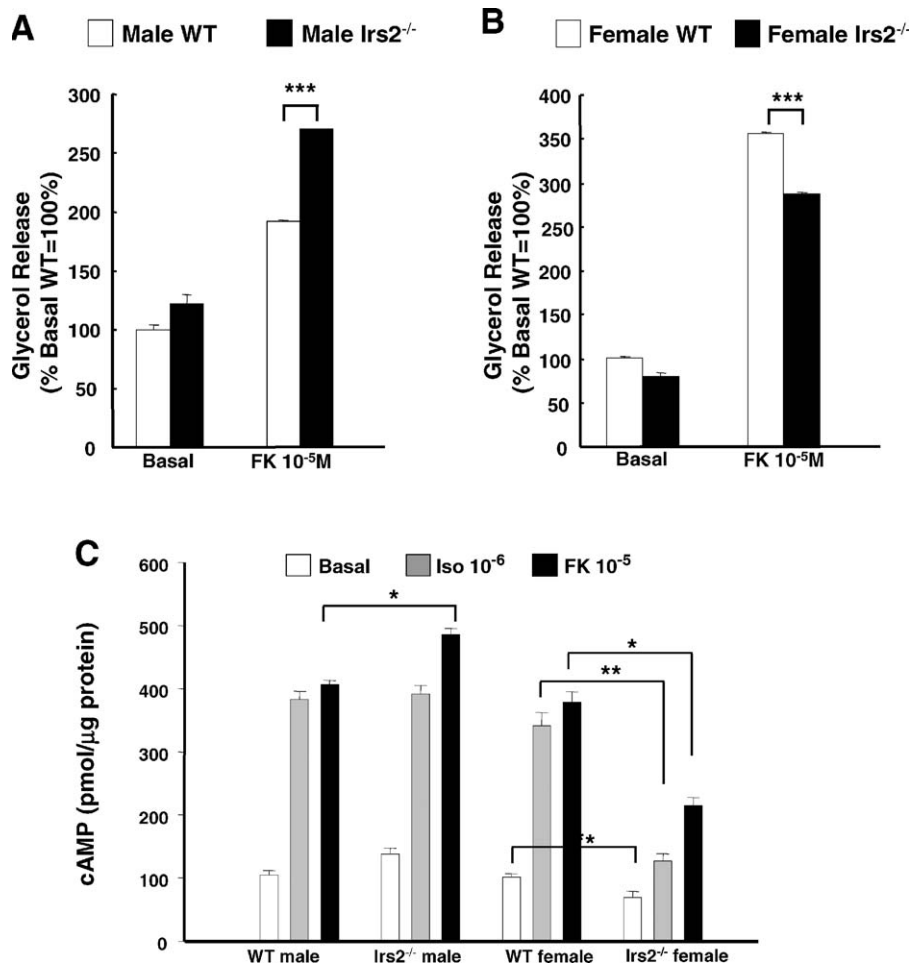 A
Male WT
Male Irs2-/-
***
Glycerol Release
(% Basal WT=100%)
300
250
200
150
100
50
0
Basal
FK 10-5M
B
Female WT
Female Irs2-/-
***
Glycerol Release
(% Basal WT=100%)
400
350
300
250
200
150
100
50
0
Basal
FK 10-5M
C
Basal
Iso 10-6
FK 10-5
*
*
**
**
cAMP (pmol/µg protein)
600
500
400
300
200
100
0
WT male
Irs2-/- male
WT female
Irs2-/- female